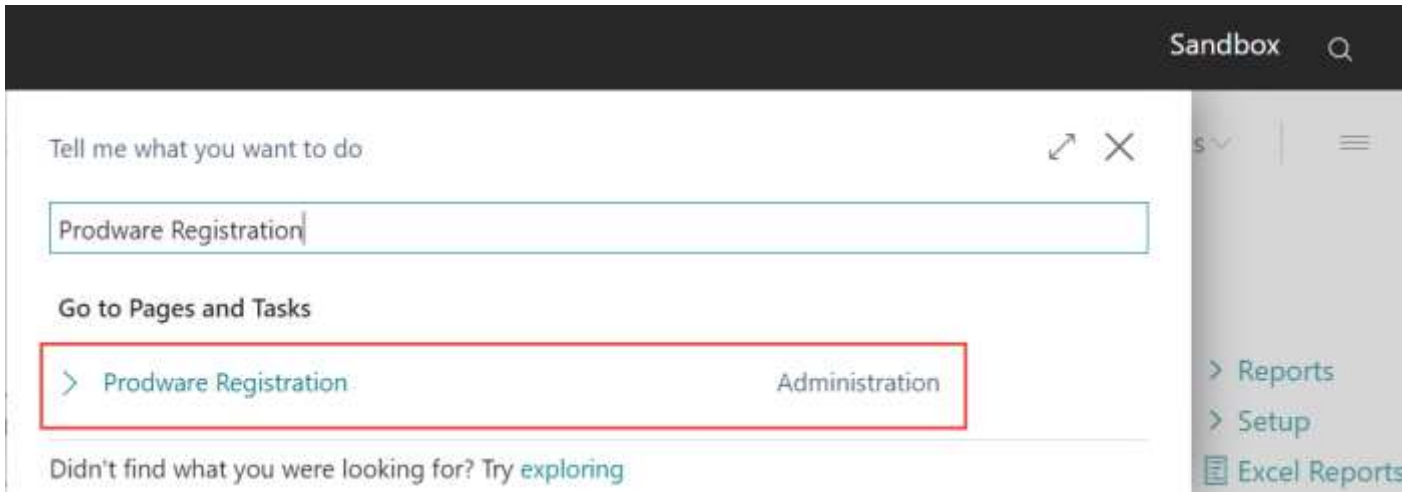 Sandbox
Tell me what you want to do
s
Prodware Registration
Go to Pages and Tasks
Prodware Registration Administration
Reports
Setup
Didn't find what you were looking for? Try exploring
Excel Reports